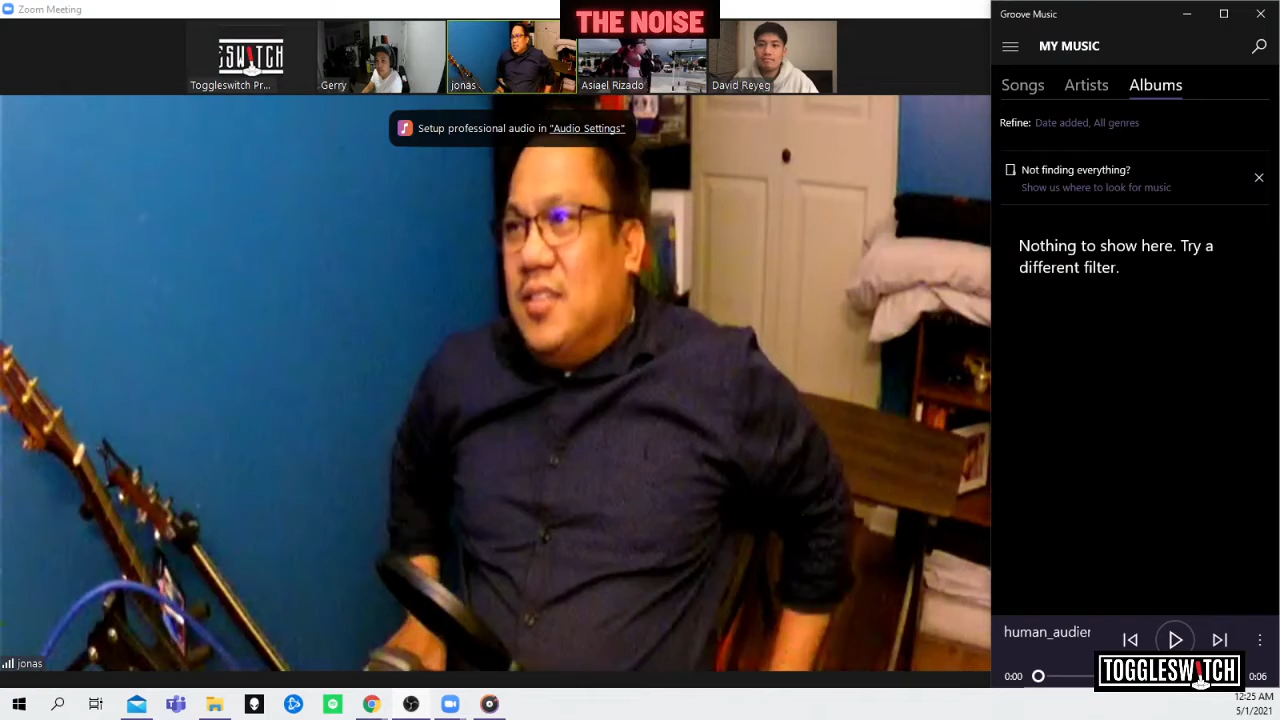 Zoom Meeting
THE NOISE
Toggleswitch Pr...
Gerry
jonas
Asiael Rizado
David Reyeg
Setup professional audio in "Audio Settings"
jonas
Groove Music
MY MUSIC
Songs
Artists
Albums
Refine: Date added, All genres
Not finding everything?
Show us where to look for music
Nothing to show here. Try a
different filter.
human_audien
0:00
0:06
TOGGLESWITCH
12:25 AM
5/1/2021